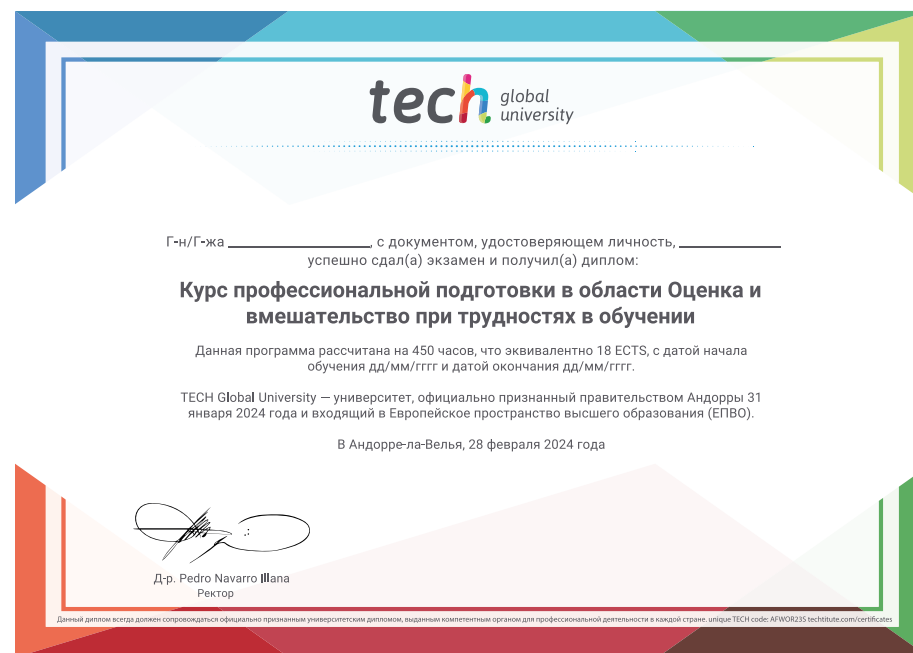 tech global university
Г-н/Г-жа , с документом, удостоверяющем личность,
успешно сдал(а) экзамен и получил(а) диплом:
Курс профессиональной подготовки в области Оценка и
вмешательство при трудностях в обучении
Данная программа рассчитана на 450 часов, что эквивалентно 18 ECTS, с датой начала
обучения дд/мм/гггг и датой окончания дд/мм/гггг.
TECH Global University — университет, официально признанный правительством Андорры 31
января 2024 года и входящий в Европейское пространство высшего образования (ЕПВО).
В Андорре-ла-Велья, 28 февраля 2024 года
Д-р. Pedro Navarro Illana
Ректор
Данный диплом всегда должен сопровождаться официально признанным университетским дипломом, выданным компетентным органом для профессиональной деятельности в каждой стране. unique TECH code: AFWOR23S techtitute.com/certificates